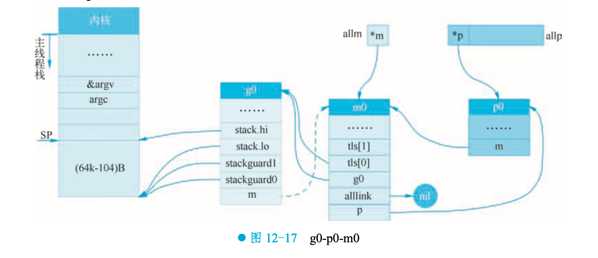 内核
主线程栈
……
&argv
argc
SP
(64k-104)B
g0
……
stack.hi
stack.lo
stackguard1
stackguard0
m
allm
*m
m0
……
tls[1]
tls[0]
g0
alllink
p
nil
*p
allp
p0
……
m
图 12-17 g0-p0-m0